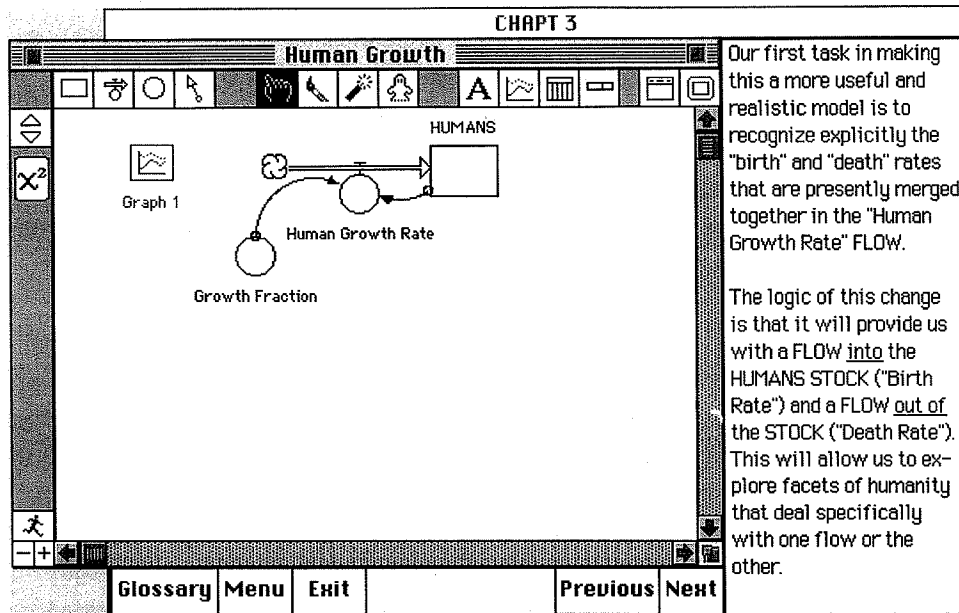 CHAPT 3
Human Growth
A
X²
HUMANS
Graph 1
Human Growth Rate
Growth Fraction
Our first task in making
this a more useful and
realistic model is to
recognize explicitly the
"birth" and "death" rates
that are presently merged
together in the "Human
Growth Rate" FLOW.
The logic of this change
is that it will provide us
with a FLOW into the
HUMANS STOCK ("Birth
Rate") and a FLOW out of
the STOCK ("Death Rate").
This will allow us to ex-
plore facets of humanity
that deal specifically
with one flow or the
other.
Glossary Menu Exit Previous Next